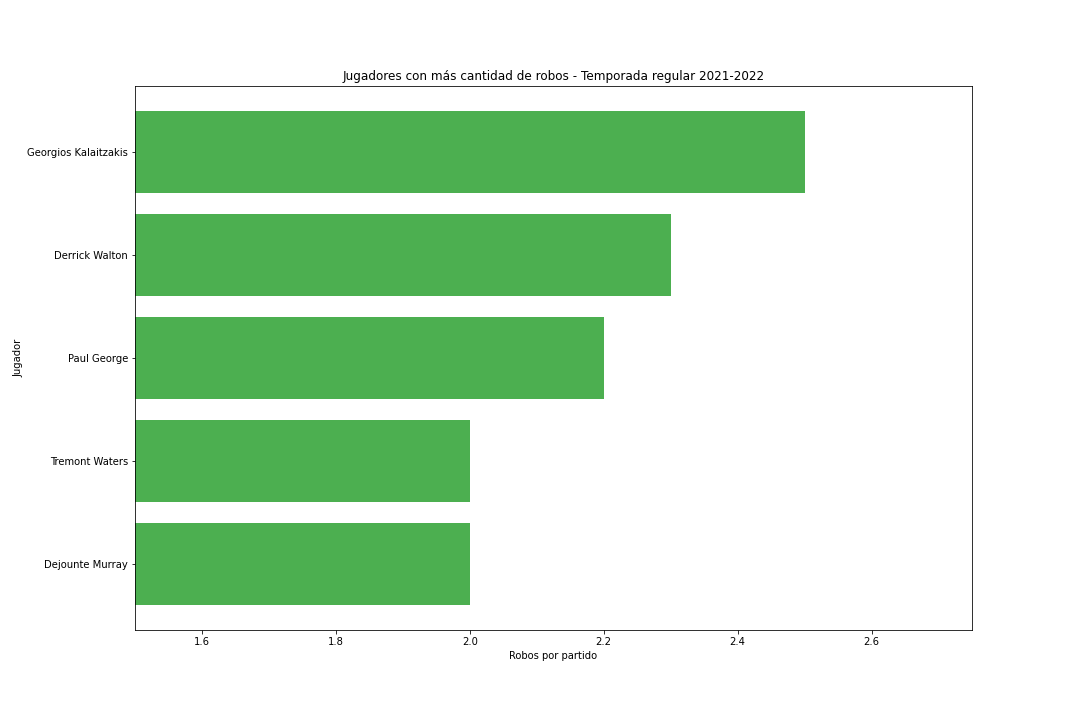 Jugadores con más cantidad de robos - Temporada regular 2021-2022
Georgios Kalaitzakis
Derrick Walton
Paul George
Tremont Waters
Dejounte Murray
Jugador
1.6 1.8 2.0 2.2 2.4 2.6
Robos por partido